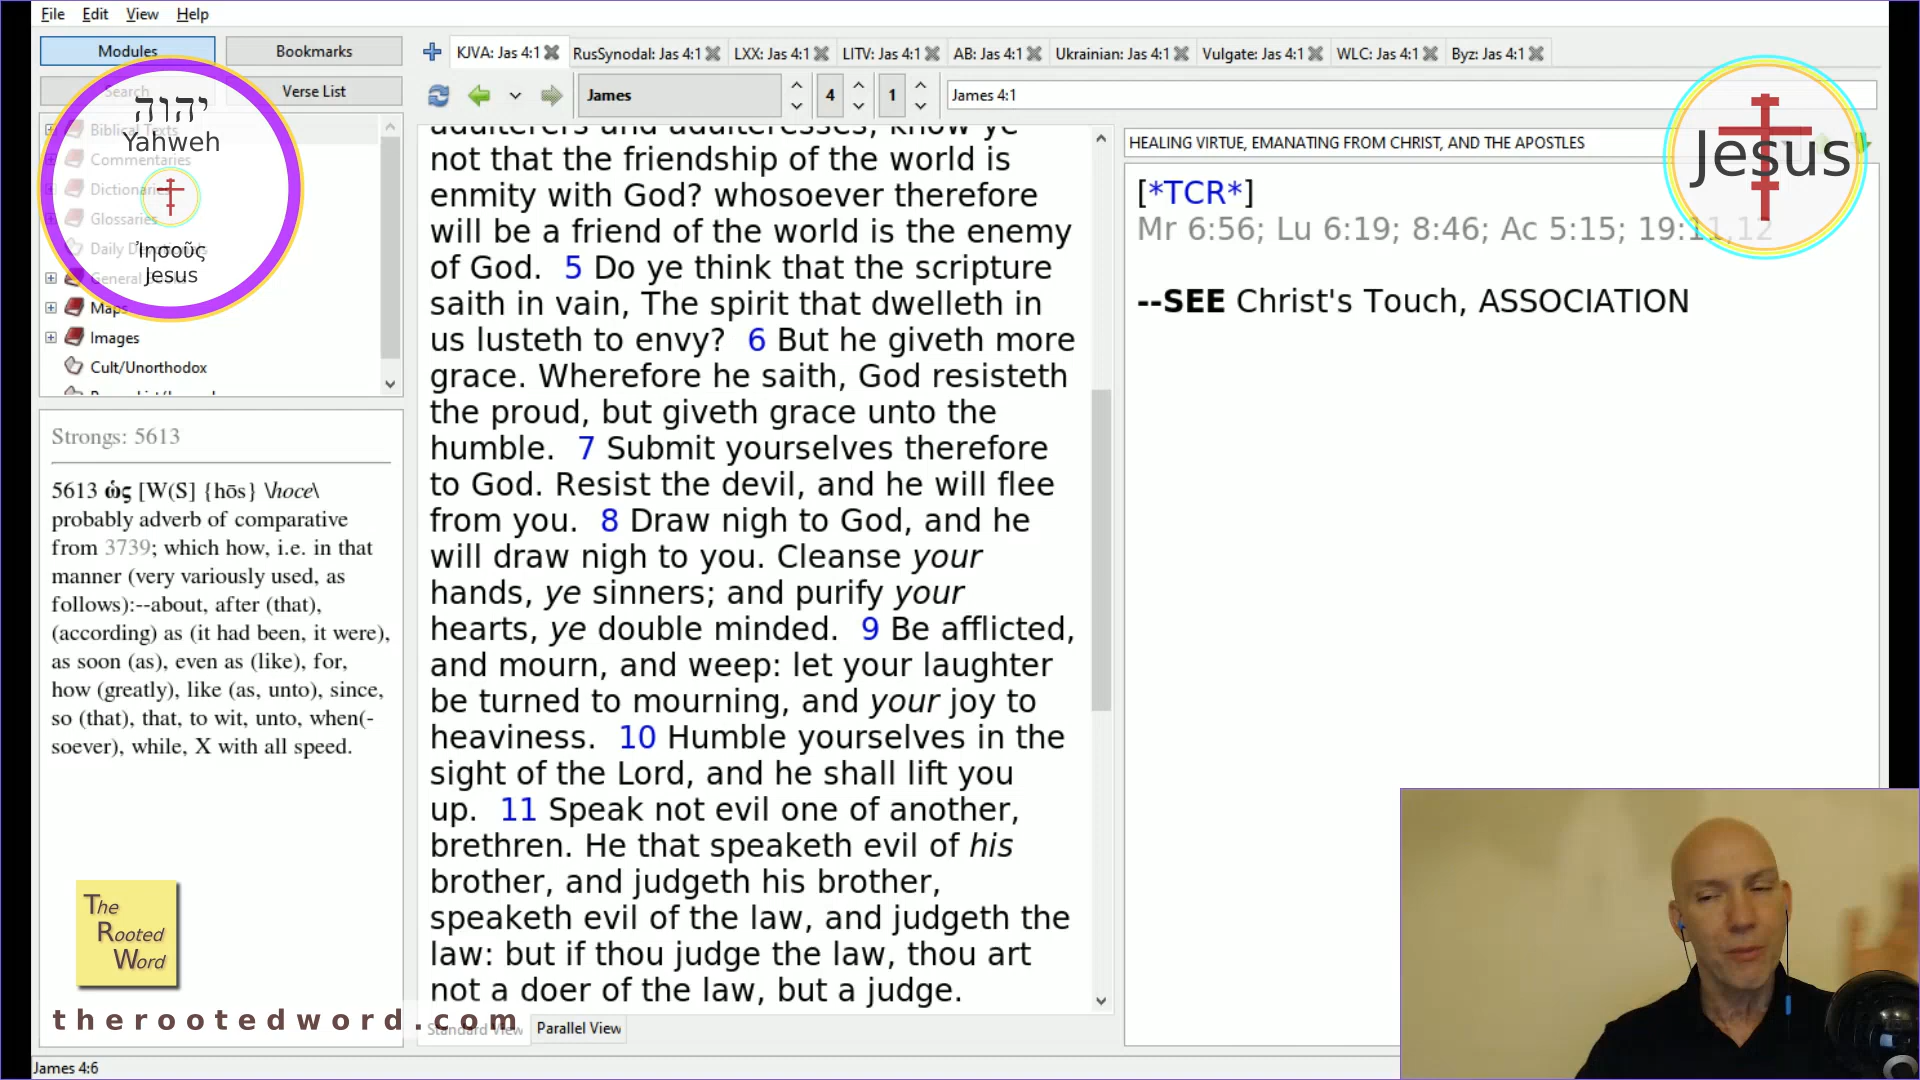 File Edit View Help
Modules Bookmarks
Search Verse List
KJVA: Jas 4:1 RusSynodal: Jas 4:1 LXX: Jas 4:1 LITV: Jas 4:1 AB: Jas 4:1 Ukrainian: Jas 4:1 Vulgate: Jas 4:1 WLC: Jas 4:1 Byz: Jas 4:1
James 4 1 James 4:1
יהוה
Yahweh
Ἰησοῦς
Jesus
Biblical Texts
Commentaries
Dictionaries
Glossaries
General
Maps
Images
Cult/Unorthodox
Strongs: 5613
5613 ὡς [W(S] {hōs} \hoce\
probably adverb of comparative
from 3739; which how, i.e. in that
manner (very variously used, as
follows):--about, after (that),
(according) as (it had been, it were),
as soon (as), even as (like), for,
how (greatly), like (as, unto), since,
so (that), that, to wit, unto, when(-
soever), while, X with all speed.
The
Rooted
Word
therootedword.com
adulterers and adulteresses, know ye
not that the friendship of the world is
enmity with God? whosoever therefore
will be a friend of the world is the enemy
of God. 5 Do ye think that the scripture
saith in vain, The spirit that dwelleth in
us lusteth to envy? 6 But he giveth more
grace. Wherefore he saith, God resisteth
the proud, but giveth grace unto the
humble. 7 Submit yourselves therefore
to God. Resist the devil, and he will flee
from you. 8 Draw nigh to God, and he
will draw nigh to you. Cleanse your
hands, ye sinners; and purify your
hearts, ye double minded. 9 Be afflicted,
and mourn, and weep: let your laughter
be turned to mourning, and your joy to
heaviness. 10 Humble yourselves in the
sight of the Lord, and he shall lift you
up. 11 Speak not evil one of another,
brethren. He that speaketh evil of his
brother, and judgeth his brother,
speaketh evil of the law, and judgeth the
law: but if thou judge the law, thou art
not a doer of the law, but a judge.
Standard View Parallel View
HEALING VIRTUE, EMANATING FROM CHRIST, AND THE APOSTLES
Jesus
[*TCR*]
Mr 6:56; Lu 6:19; 8:46; Ac 5:15; 19:11,12
--SEE Christ's Touch, ASSOCIATION
James 4:6